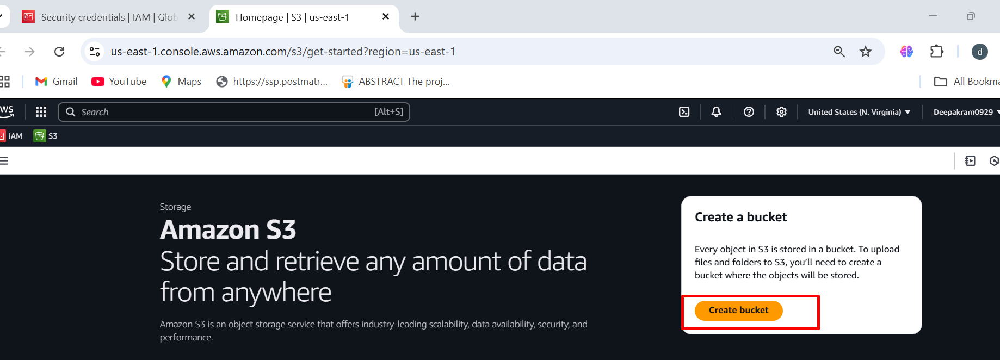 Security credentials | IAM | Glob
Homepage | S3 | us-east-1
us-east-1.console.aws.amazon.com/s3/get-started?region=us-east-1
d
Gmail
YouTube
Maps
https://ssp.postmatr...
ABSTRACT The proj...
All Bookma
WS
Search
[Alt+S]
United States (N. Virginia)
Deepakram0929
IAM
S3
Storage
Amazon S3
Store and retrieve any amount of data
from anywhere
Amazon S3 is an object storage service that offers industry-leading scalability, data availability, security, and
performance.
Create a bucket
Every object in S3 is stored in a bucket. To upload
files and folders to S3, you’ll need to create a
bucket where the objects will be stored.
Create bucket